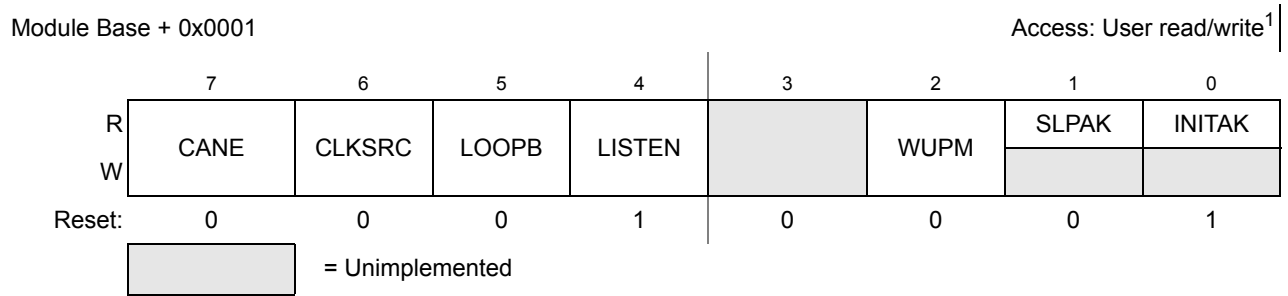 Module Base + 0x0001 Access: User read/write1
7 6 5 4 3 2 1 0
R CANE CLKSRC LOOPB LISTEN WUPM SLPAK INITAK
W
Reset: 0 0 0 1 0 0 0 1
= Unimplemented